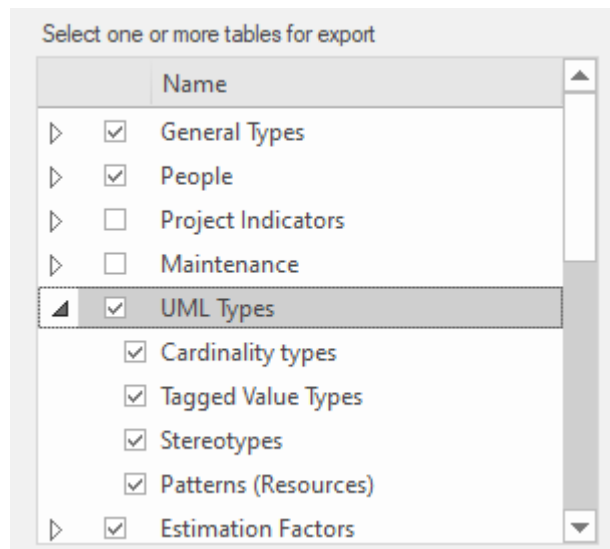 Select one or more tables for export
Name
General Types
People
Project Indicators
Maintenance
UML Types
Cardinality types
Tagged Value Types
Stereotypes
Patterns (Resources)
Estimation Factors